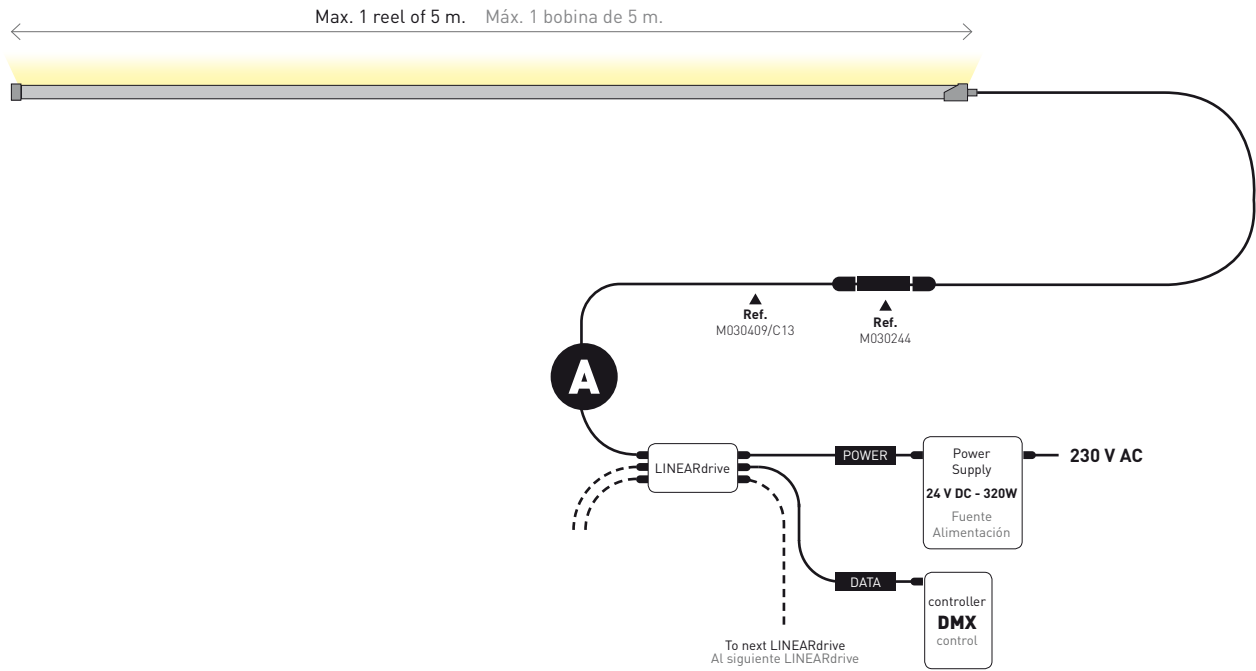 Max. 1 reel of 5 m. Máx. 1 bobina de 5 m.
Ref.
M030409/C13
Ref.
M030244
A
LINEARdrive
POWER
Power
Supply
24 V DC - 320W
Fuente
Alimentación
230 V AC
DATA
controller
DMX
control
To next LINEARdrive
Al siguiente LINEARdrive